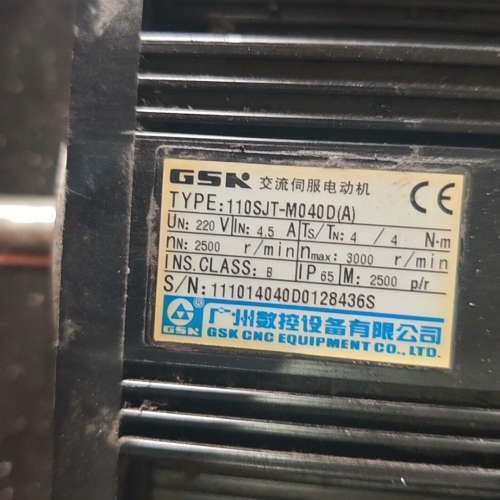 GSK 交流伺服电动机 CE
TYPE: 110SJT-M040D(A)
UN: 220 V IN: 4.5 A TS/TN: 4 / 4 N·m
nN: 2500 r/min nmax: 3000 r/min
INS.CLASS: B IP 65 M: 2500 p/r
S/N: 111014040D0128436S
GSK 广州数控设备有限公司
GSK CNC EQUIPMENT CO., LTD.